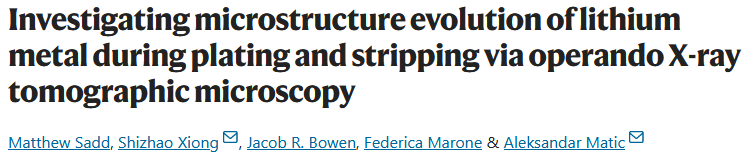 Investigating microstructure evolution of lithium
metal during plating and stripping via operando X-ray
tomographic microscopy
Matthew Sadd, Shizhao Xiong, Jacob R. Bowen, Federica Marone & Aleksandar Matic